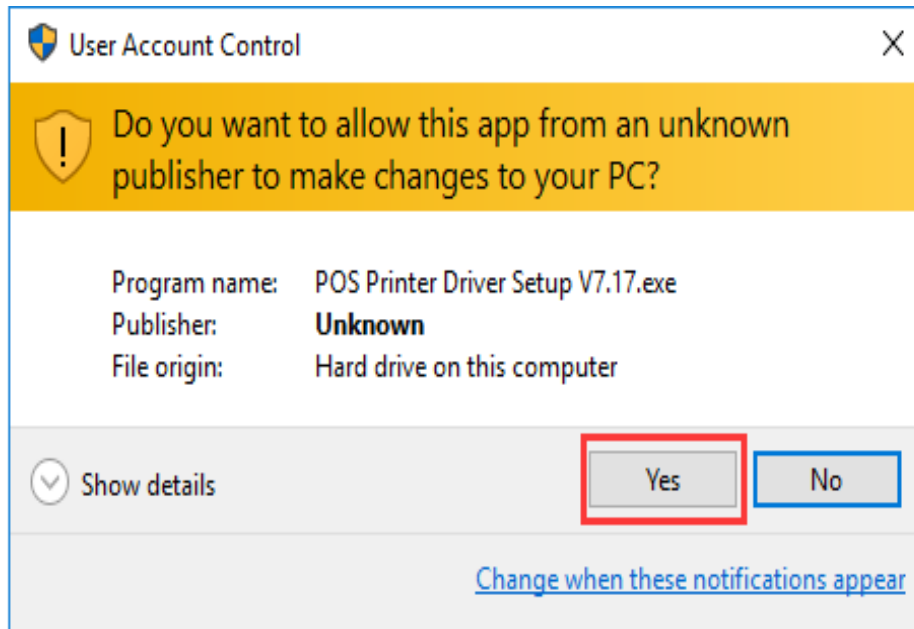 User Account Control
Do you want to allow this app from an unknown
publisher to make changes to your PC?
Program name: POS Printer Driver Setup V7.17.exe
Publisher: Unknown
File origin: Hard drive on this computer
Show details
Yes
No
Change when these notifications appear